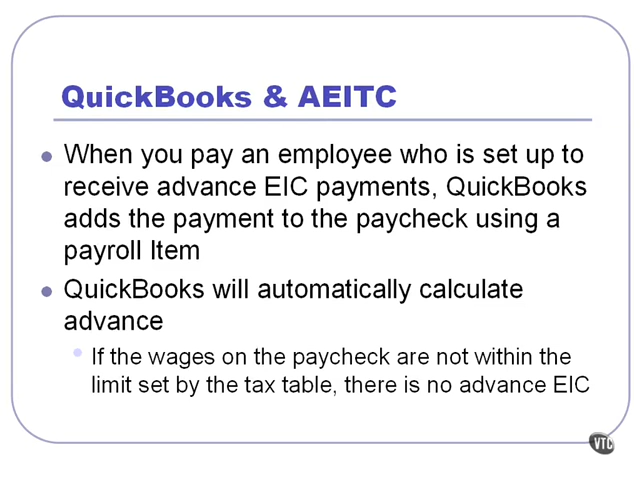 QuickBooks & AEITC
When you pay an employee who is set up to
receive advance EIC payments, QuickBooks
adds the payment to the paycheck using a
payroll Item
QuickBooks will automatically calculate
advance
If the wages on the paycheck are not within the
limit set by the tax table, there is no advance EIC
VTC